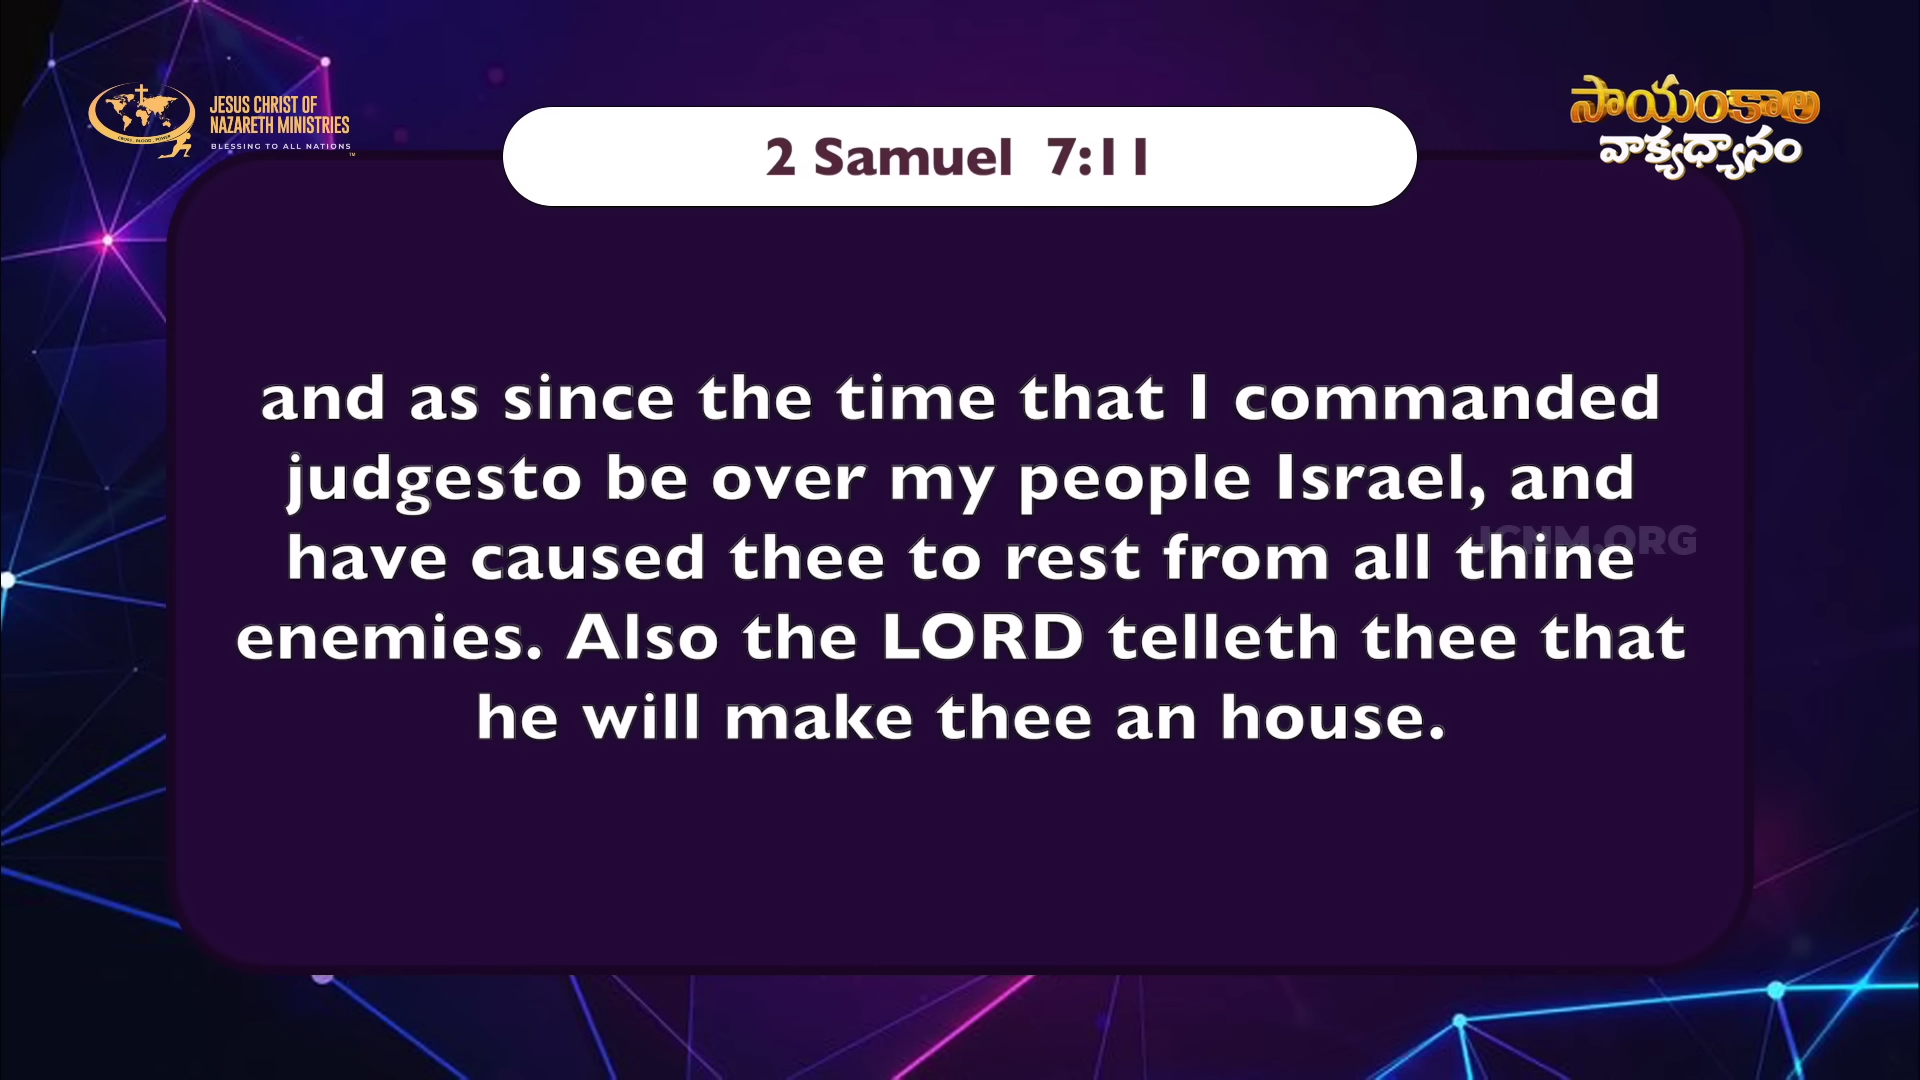 JESUS CHRIST OF
NAZARETH MINISTRIES
BLESSING TO ALL NATIONS
TM
2 Samuel 7:11
సాయంకాల
వాక్యధ్యానం
and as since the time that I commanded
judgesto be over my people Israel, and
have caused thee to rest from all thine
enemies. Also the LORD telleth thee that
he will make thee an house.
JCNM.ORG